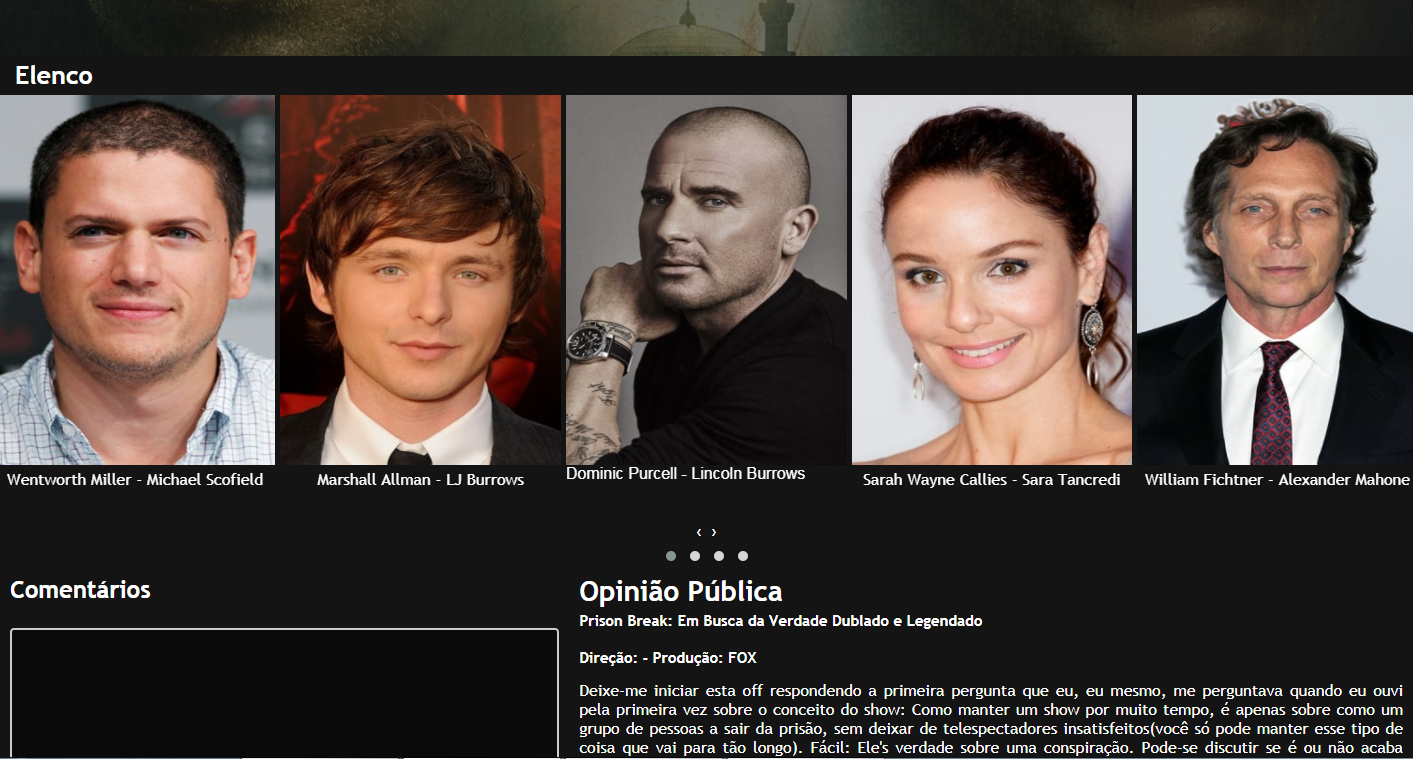 Elenco
Wentworth Miller - Michael Scofield
Marshall Allman - LJ Burrows
Dominic Purcell - Lincoln Burrows
Sarah Wayne Callies - Sara Tancredi
William Fichtner - Alexander Mahone
‹ ›
Comentários
Opinião Pública
Prison Break: Em Busca da Verdade Dublado e Legendado
Direção: - Produção: FOX
Deixe-me iniciar esta off respondendo a primeira pergunta que eu, eu mesmo, me perguntava quando eu ouvi
pela primeira vez sobre o conceito do show: Como manter um show por muito tempo, é apenas sobre como um
grupo de pessoas a sair da prisão, sem deixar de telespectadores insatisfeitos(você só pode manter esse tipo de
coisa que vai para tão longo). Fácil: Ele's verdade sobre uma conspiração. Pode-se discutir se é ou não acaba